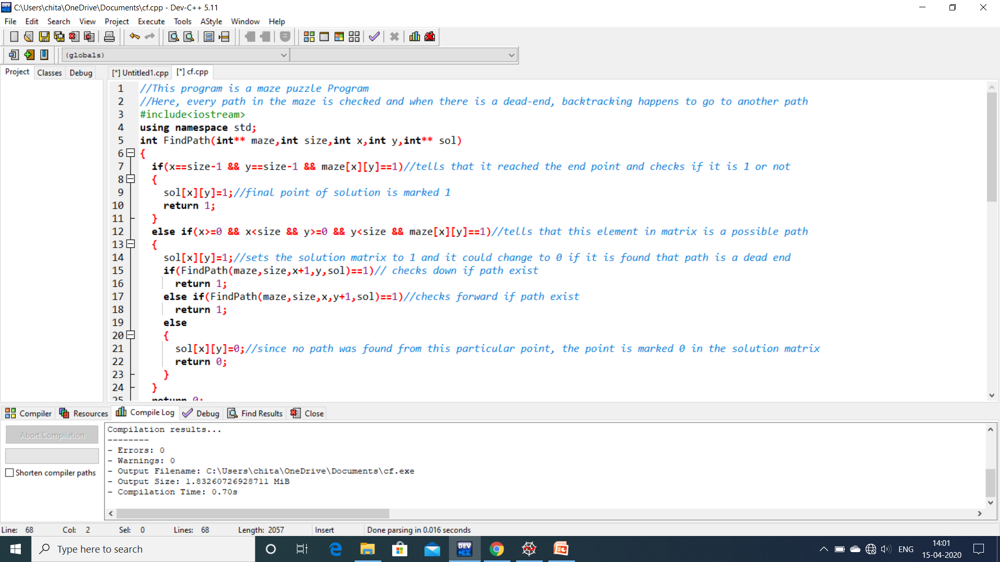 C:\Users\chita\OneDrive\Documents\cf.cpp - Dev-C++ 5.11
File Edit Search View Project Execute Tools AStyle Window Help
(globals)
Project Classes Debug [*] Untitled1.cpp [*] cf.cpp
1 //This program is a maze puzzle Program
2 //Here, every path in the maze is checked and when there is a dead-end, backtracking happens to go to another path
3 #include<iostream>
4 using namespace std;
5 int FindPath(int** maze,int size,int x,int y,int** sol)
6 {
7 if(x==size-1 && y==size-1 && maze[x][y]==1)//tells that it reached the end point and checks if it is 1 or not
8 {
9 sol[x][y]=1;//final point of solution is marked 1
10 return 1;
11 }
12 else if(x>=0 && x<size && y>=0 && y<size && maze[x][y]==1)//tells that this element in matrix is a possible path
13 {
14 sol[x][y]=1;//sets the solution matrix to 1 and it could change to 0 if it is found that path is a dead end
15 if(FindPath(maze,size,x+1,y,sol)==1)// checks down if path exist
16 return 1;
17 else if(FindPath(maze,size,x,y+1,sol)==1)//checks forward if path exist
18 return 1;
19 else
20 {
21 sol[x][y]=0;//since no path was found from this particular point, the point is marked 0 in the solution matrix
22 return 0;
23 }
24 }
25 return 0;
Compiler Resources Compile Log Debug Find Results Close
Abort Compilation
Shorten compiler paths
Compilation results...
--------
- Errors: 0
- Warnings: 0
- Output Filename: C:\Users\chita\OneDrive\Documents\cf.exe
- Output Size: 1.83260726928711 MiB
- Compilation Time: 0.70s
Line: 68 Col: 2 Sel: 0 Lines: 68 Length: 2057 Insert Done parsing in 0.016 seconds
Type here to search
DEV C++
ENG
14:01
15-04-2020